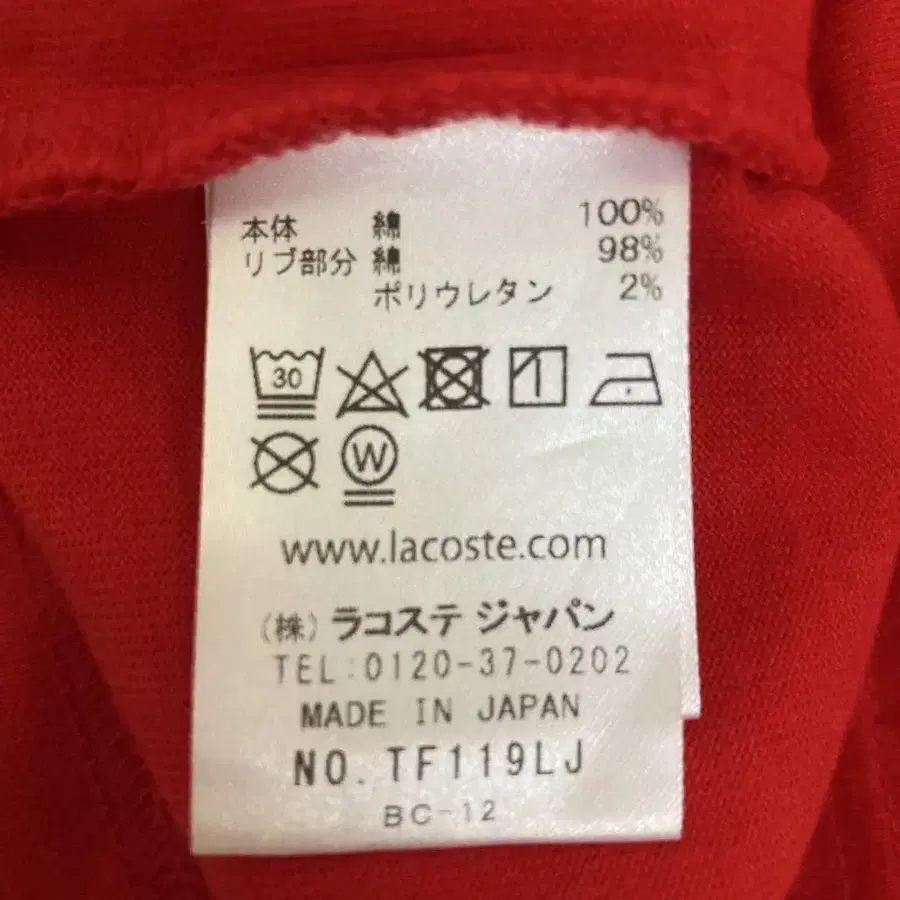 本体 綿 100%
リブ部分 綿 98%
ポリウレタン 2%
30
W
www.lacoste.com
(株) ラコステ ジャパン
TEL:0120-37-0202
MADE IN JAPAN
NO. TF119LJ
BC-12